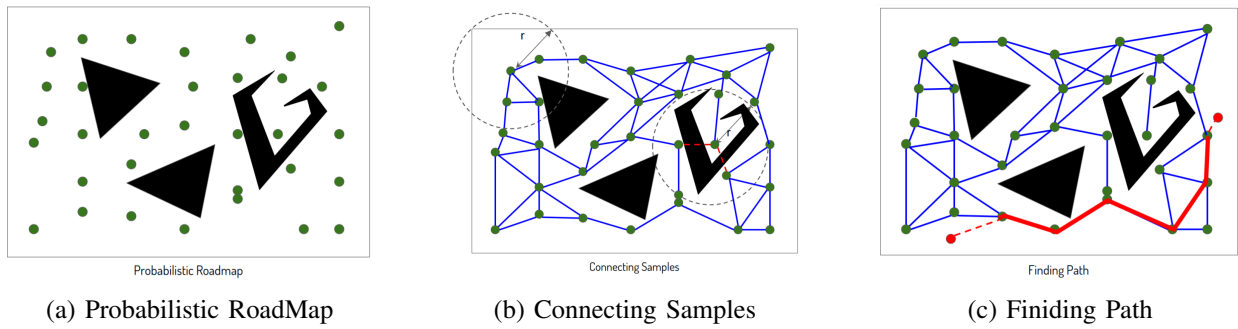 r
r
Probabilistic Roadmap
Connecting Samples
Finding Path
(a) Probabilistic RoadMap
(b) Connecting Samples
(c) Finiding Path